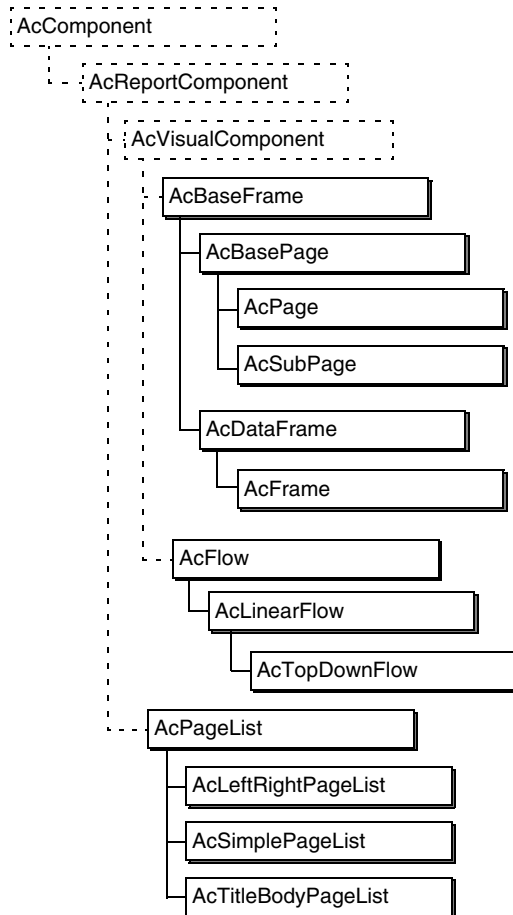 AcComponent
AcReportComponent
AcVisualComponent
AcBaseFrame
AcBasePage
AcPage
AcSubPage
AcDataFrame
AcFrame
AcFlow
AcLinearFlow
AcTopDownFlow
AcPageList
AcLeftRightPageList
AcSimplePageList
AcTitleBodyPageList